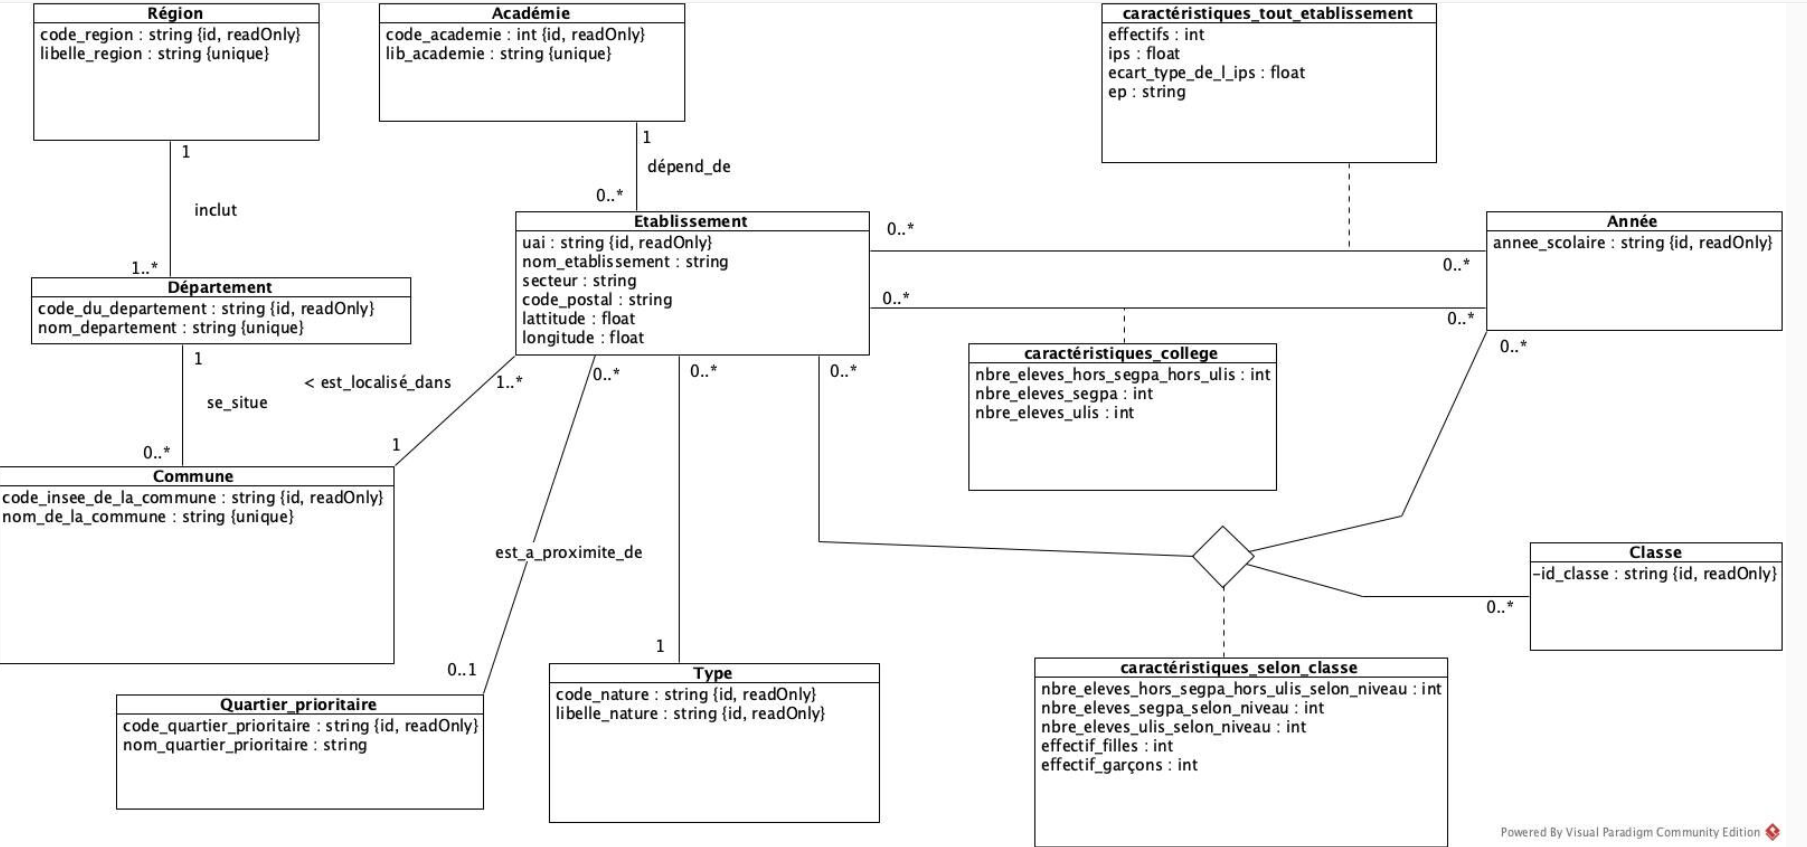 Région
code_region : string {id, readOnly}
libelle_region : string {unique}
Académie
code_academie : int {id, readOnly}
lib_academie : string {unique}
caractéristiques_tout_etablissement
effectifs : int
ips : float
ecart_type_de_l_ips : float
ep : string
1
inclut
1..*
1
dépend_de
0..*
Etablissement
uai : string {id, readOnly}
nom_etablissement : string
secteur : string
code_postal : string
lattitude : float
longitude : float
0..*
0..*
Année
annee_scolaire : string {id, readOnly}
0..*
0..*
Département
code_du_departement : string {id, readOnly}
nom_departement : string {unique}
1
se_situe
0..*
< est_localisé_dans
1..*
1
0..*
0..*
0..*
0..*
caractéristiques_college
nbre_eleves_hors_segpa_hors_ulis : int
nbre_eleves_segpa : int
nbre_eleves_ulis : int
Commune
code_insee_de_la_commune : string {id, readOnly}
nom_de_la_commune : string {unique}
est_a_proximite_de
0..1
1
Classe
-id_classe : string {id, readOnly}
0..*
Quartier_prioritaire
code_quartier_prioritaire : string {id, readOnly}
nom_quartier_prioritaire : string
Type
code_nature : string {id, readOnly}
libelle_nature : string {id, readOnly}
caractéristiques_selon_classe
nbre_eleves_hors_segpa_hors_ulis_selon_niveau : int
nbre_eleves_segpa_selon_niveau : int
nbre_eleves_ulis_selon_niveau : int
effectif_filles : int
effectif_garçons : int
Powered By Visual Paradigm Community Edition